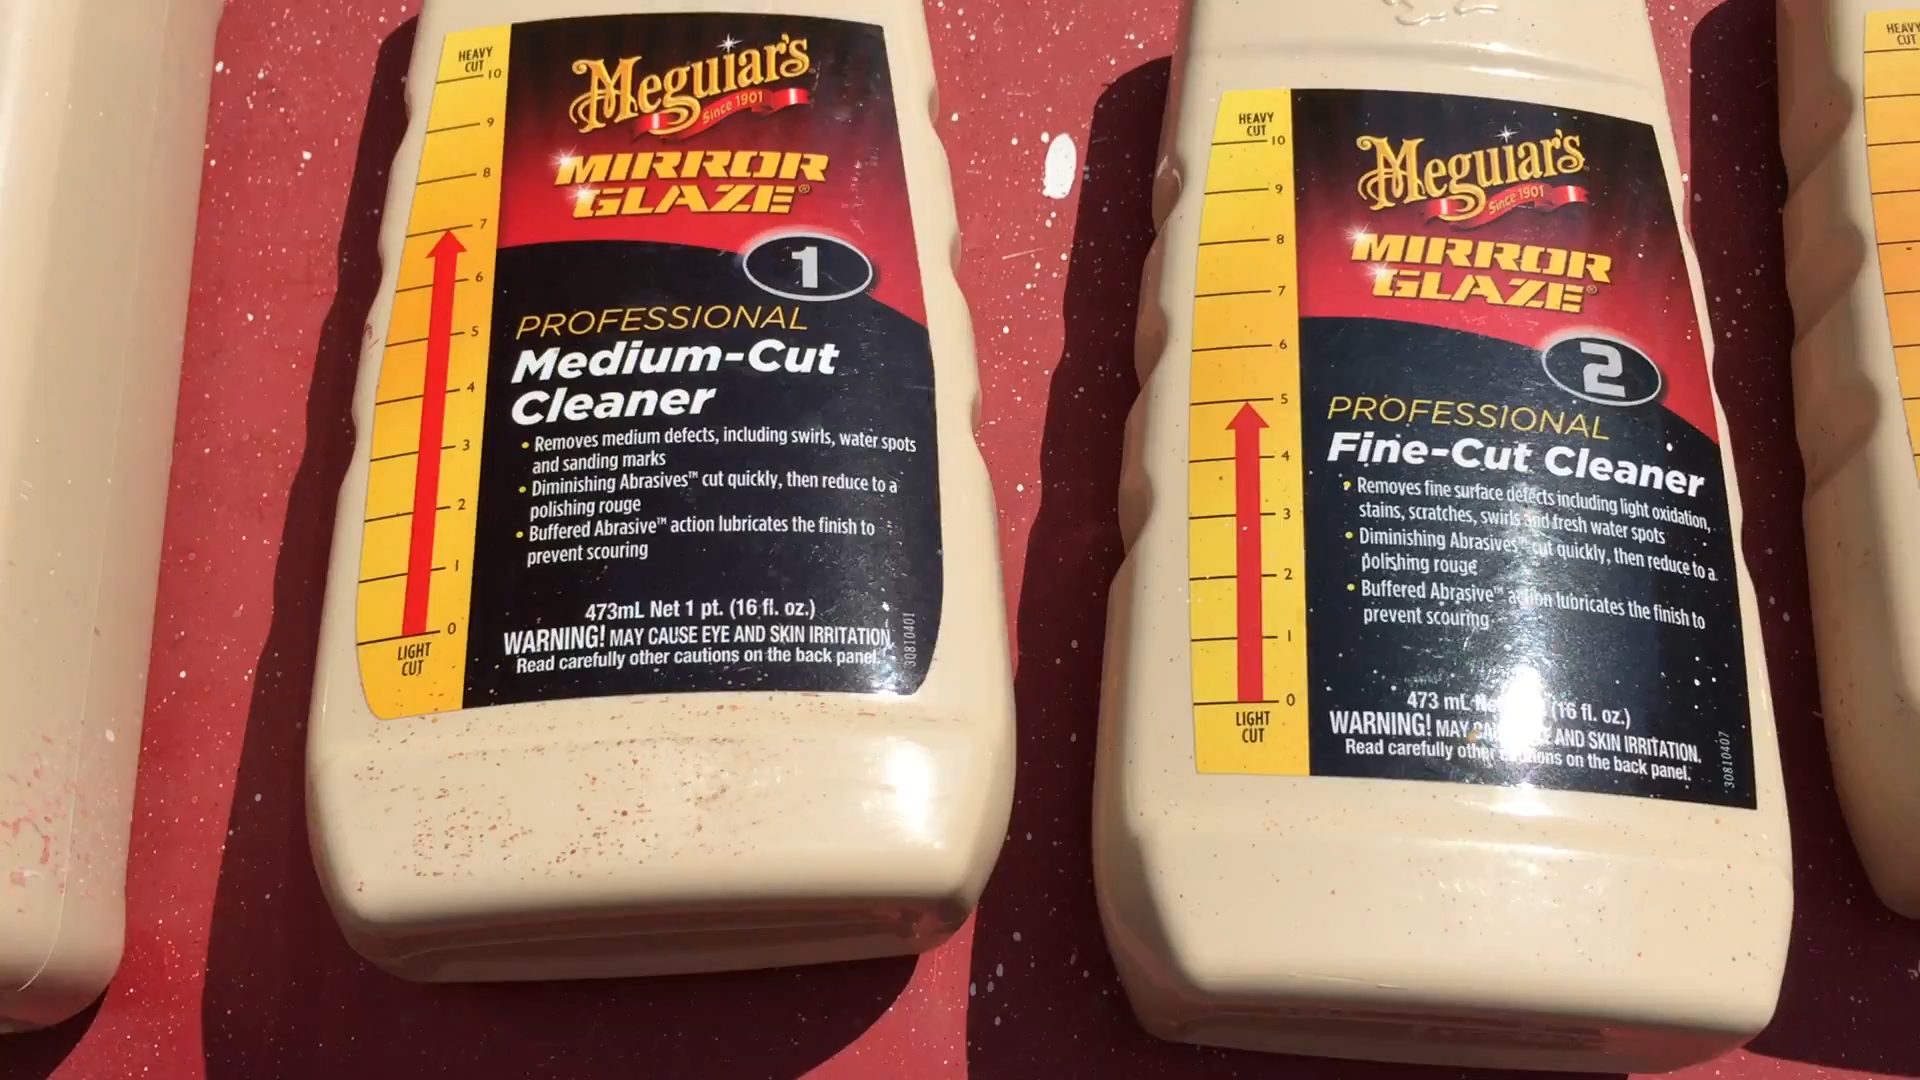 HEAVY
CUT
10
9
8
7
6
5
4
3
2
1
0
LIGHT
CUT
Meguiar's
Since 1901
MIRROR
GLAZE®
1
PROFESSIONAL
Medium-Cut
Cleaner
• Removes medium defects, including swirls, water spots
and sanding marks
• Diminishing Abrasives™ cut quickly, then reduce to a
polishing rouge
• Buffered Abrasive™ action lubricates the finish to
prevent scouring
473mL Net 1 pt. (16 fl. oz.)
WARNING! MAY CAUSE EYE AND SKIN IRRITATION.
Read carefully other cautions on the back panel.
30810401
HEAVY
CUT
10
9
8
7
6
5
4
3
2
1
0
LIGHT
CUT
Meguiar's
Since 1901
MIRROR
GLAZE®
2
PROFESSIONAL
Fine-Cut Cleaner
• Removes fine surface defects including light oxidation,
stains, scratches, swirls and fresh water spots
• Diminishing Abrasives™ cut quickly, then reduce to a
polishing rouge
• Buffered Abrasive™ action lubricates the finish to
prevent scouring
473 mL (16 fl. oz.)
WARNING! MAY AND SKIN IRRITATION.
Read carefully other cautions on the back panel.
30810407
HEAVY
CUT